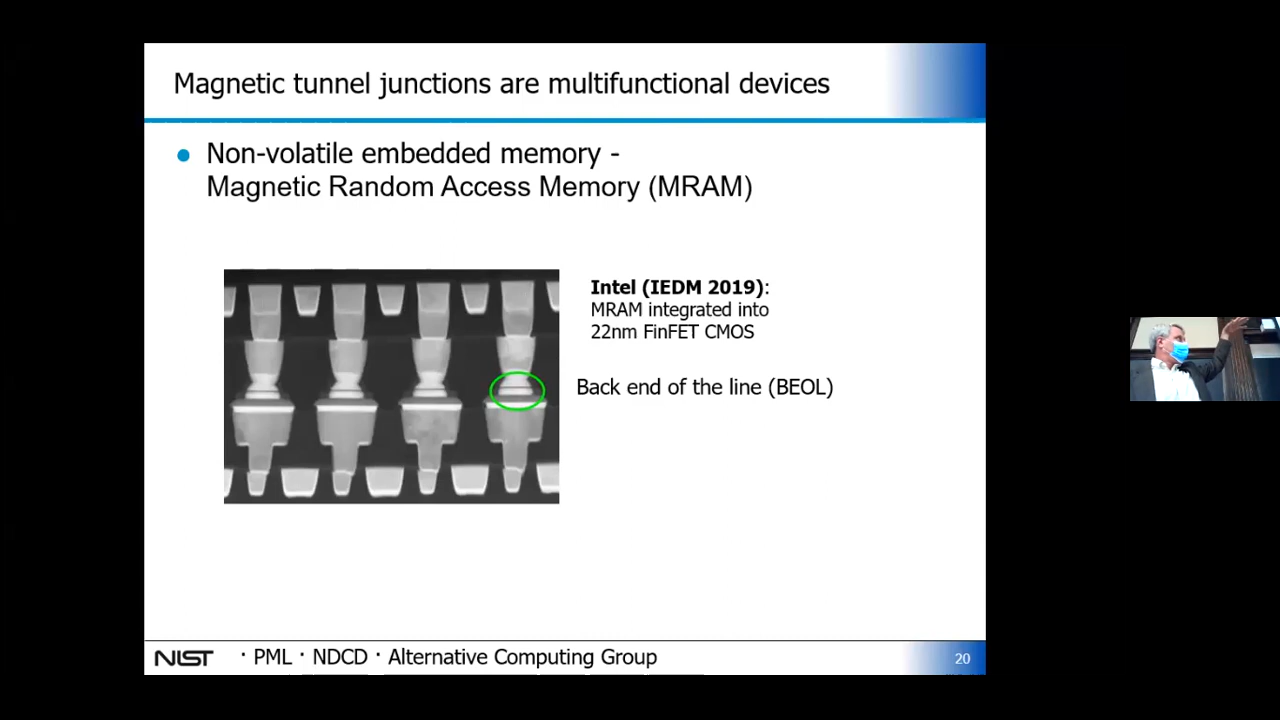 Magnetic tunnel junctions are multifunctional devices
Non-volatile embedded memory -
Magnetic Random Access Memory (MRAM)
Intel (IEDM 2019):
MRAM integrated into
22nm FinFET CMOS
Back end of the line (BEOL)
NIST · PML · NDCD · Alternative Computing Group
20